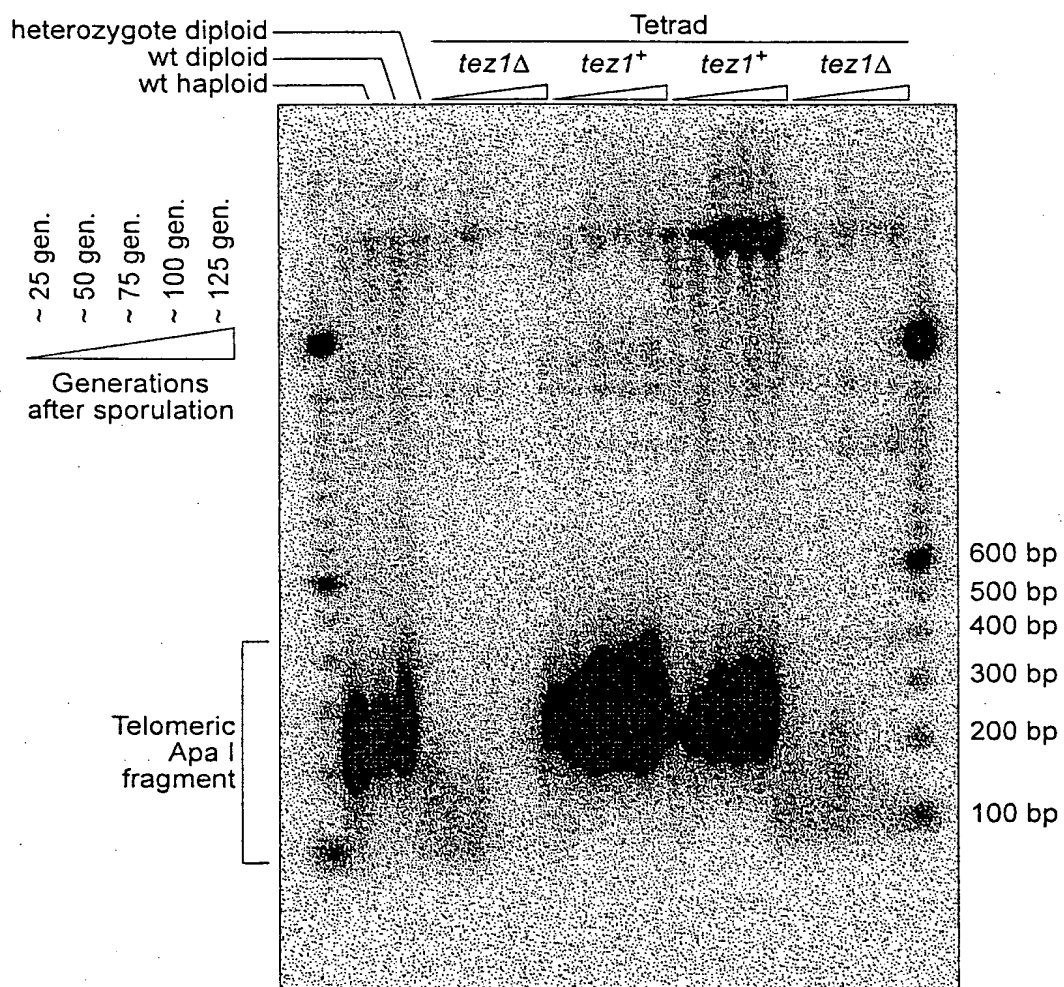 Tetrad
heterozygote diploid
wt diploid
wt haploid
tez1Δ
tez1+
tez1+
tez1Δ
~ 25 gen.
~ 50 gen.
~ 75 gen.
~ 100 gen.
~ 125 gen.
Generations
after sporulation
600 bp
500 bp
400 bp
300 bp
200 bp
100 bp
Telomeric
Apa I
fragment